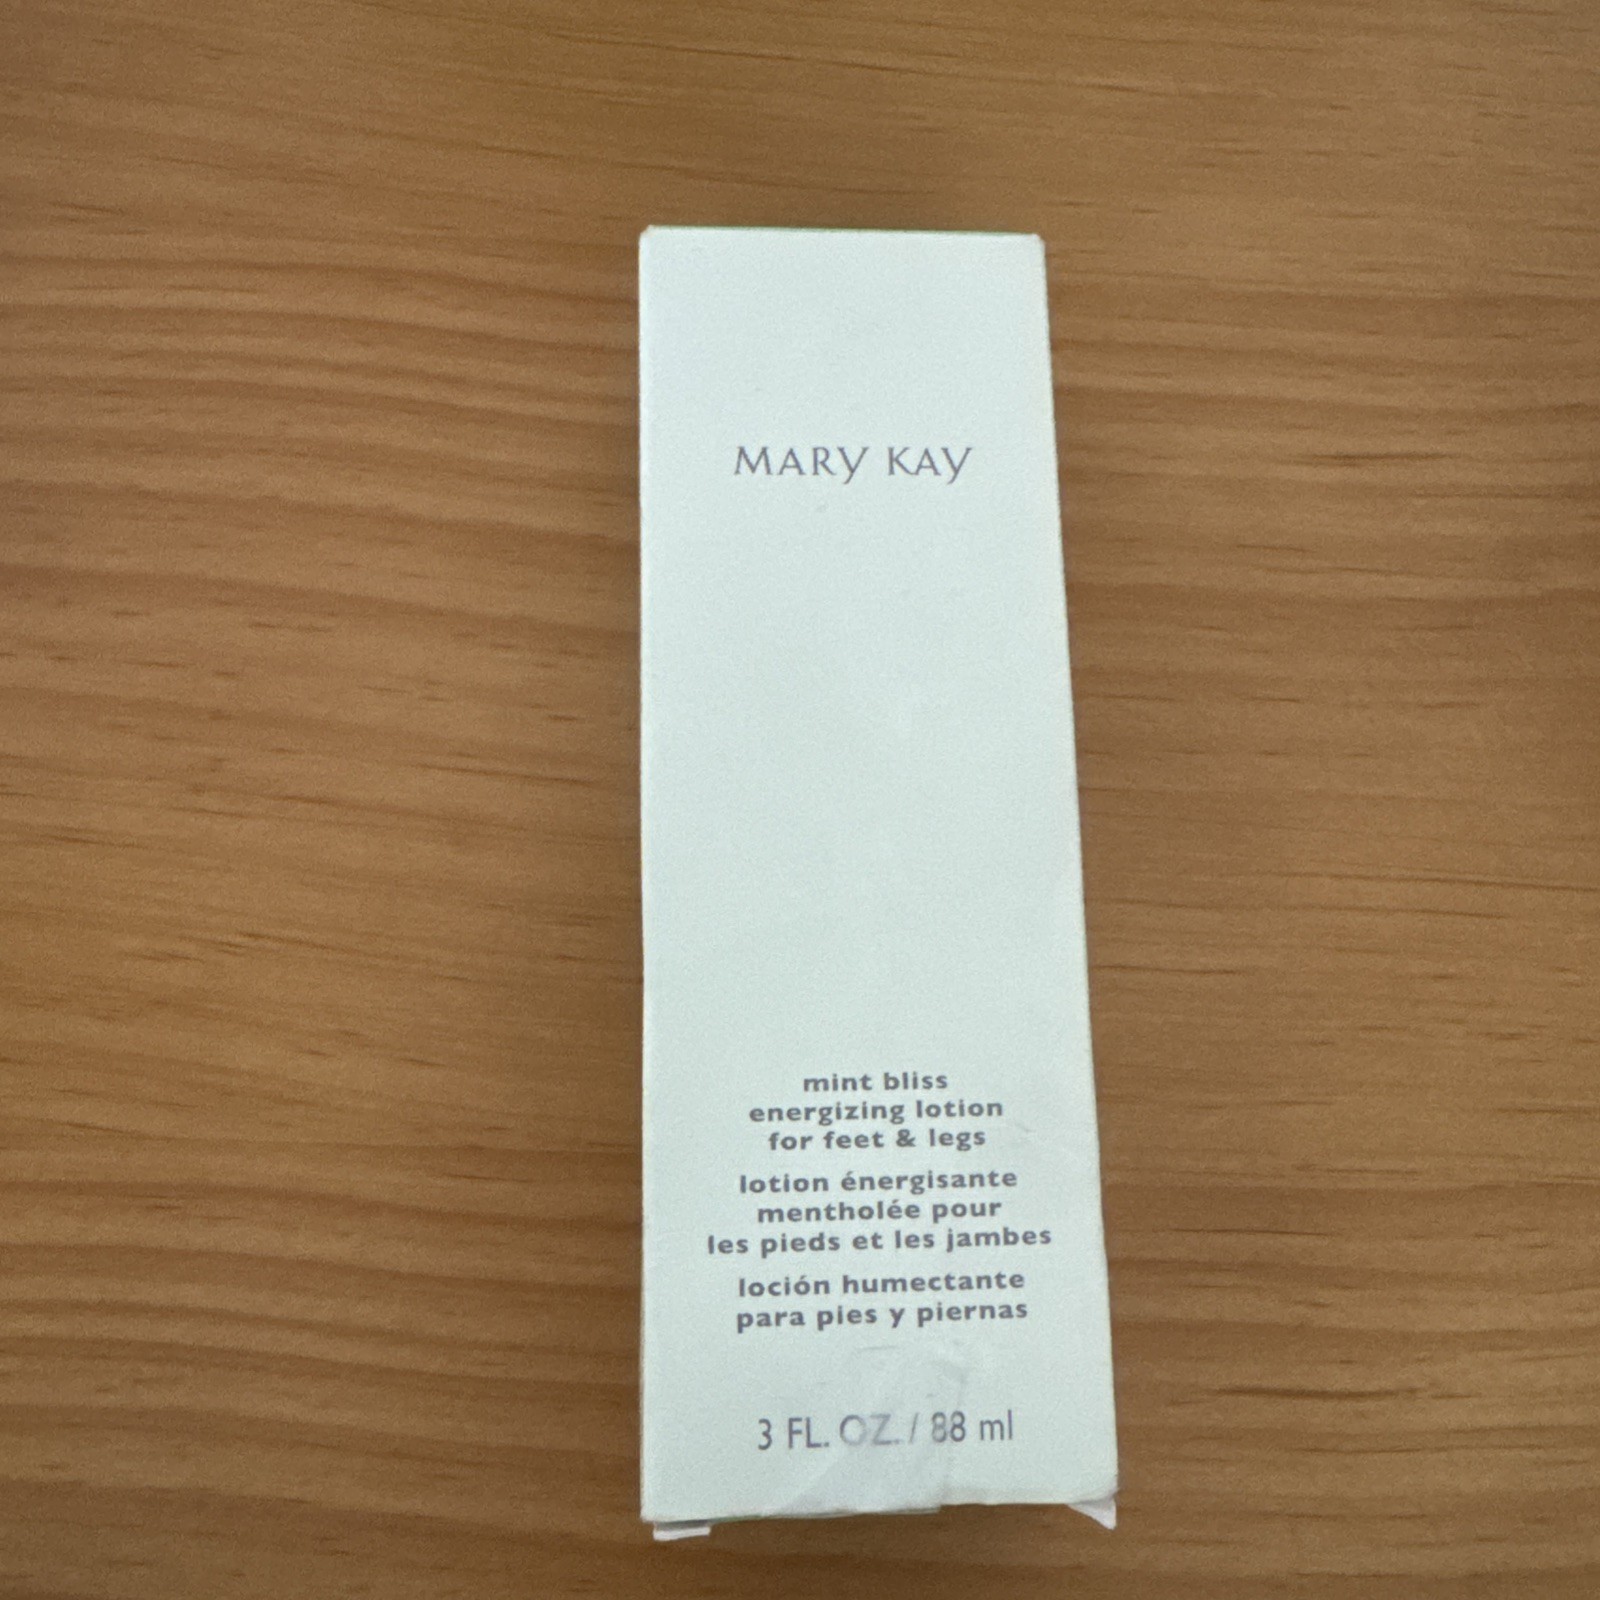 MARY KAY
mint bliss
energizing lotion
for feet & legs
lotion énergisante
mentholée pour
les pieds et les jambes
loción humectante
para pies y piernas
3 FL. OZ. / 88 ml